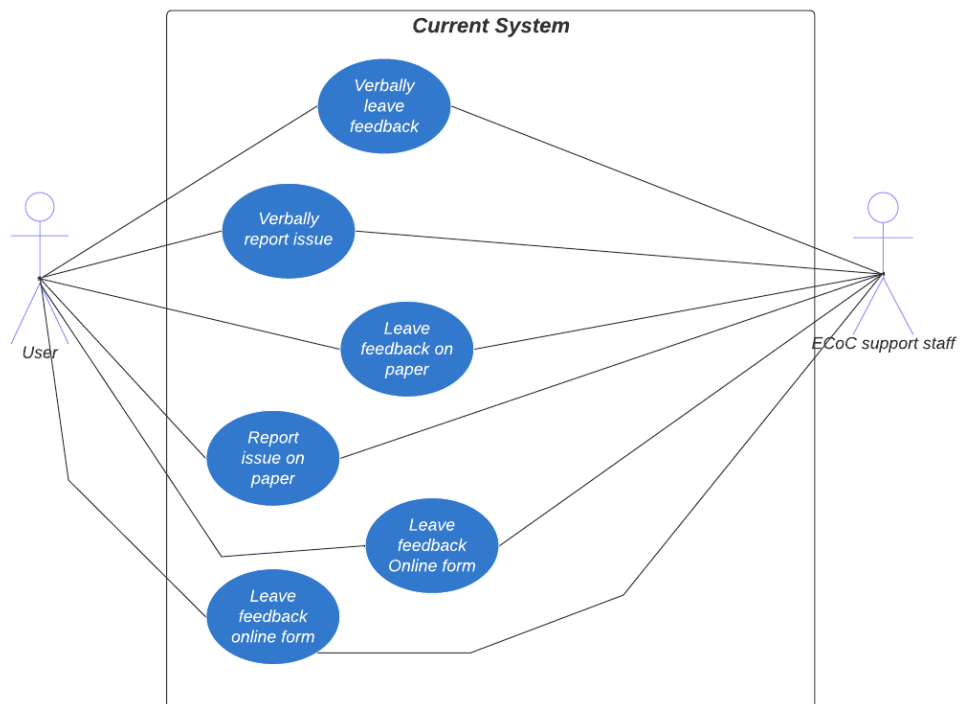 Current System
Verbally
leave
feedback
Verbally
report issue
Leave
feedback on
paper
User
ECoC support staff
Report
issue on
paper
Leave
feedback
Online form
Leave
feedback
online form